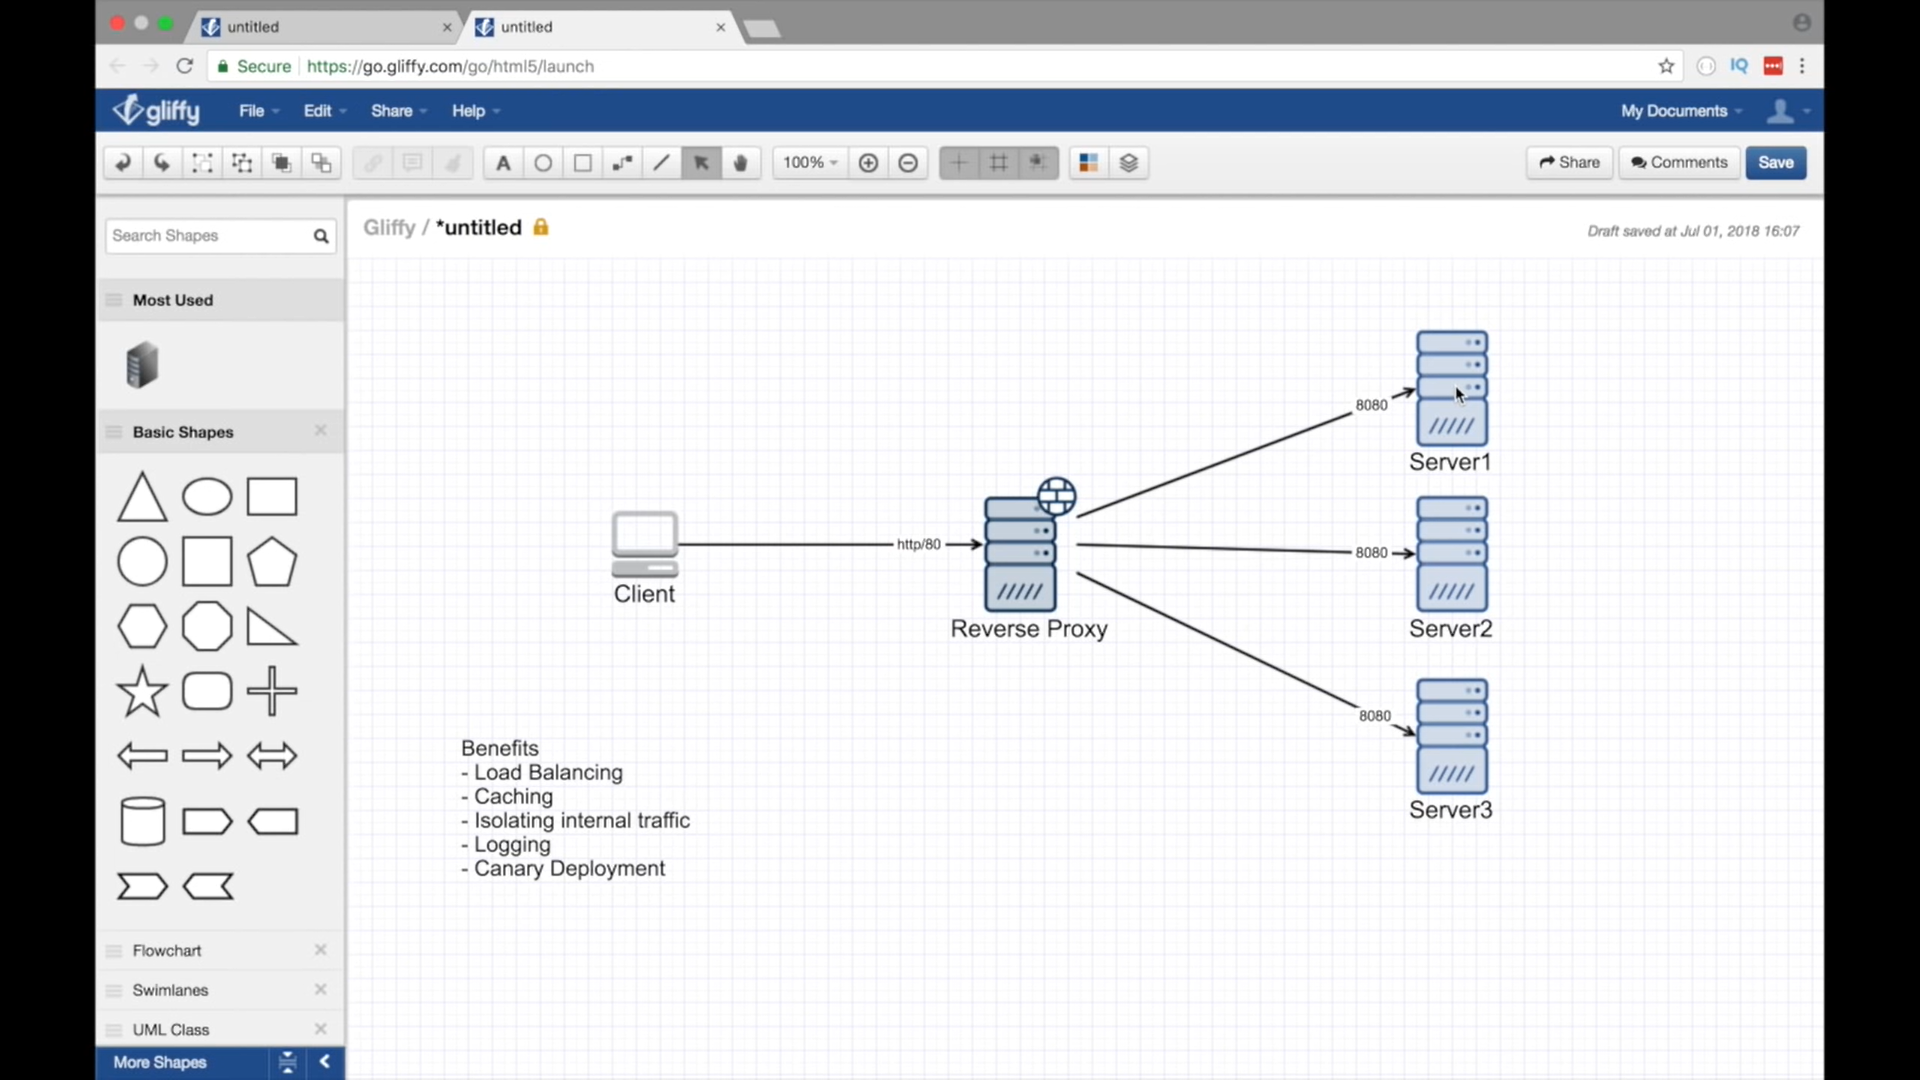 untitled
untitled
Secure
https://go.gliffy.com/go/html5/launch
IQ
gliffy
File
Edit
Share
Help
My Documents
A
100%
Share
Comments
Save
Search Shapes
Gliffy / *untitled
Draft saved at Jul 01, 2018 16:07
Most Used
Basic Shapes
Flowchart
Swimlanes
UML Class
More Shapes
Client
http/80
Reverse Proxy
8080
Server1
8080
Server2
8080
Server3
Benefits
- Load Balancing
- Caching
- Isolating internal traffic
- Logging
- Canary Deployment